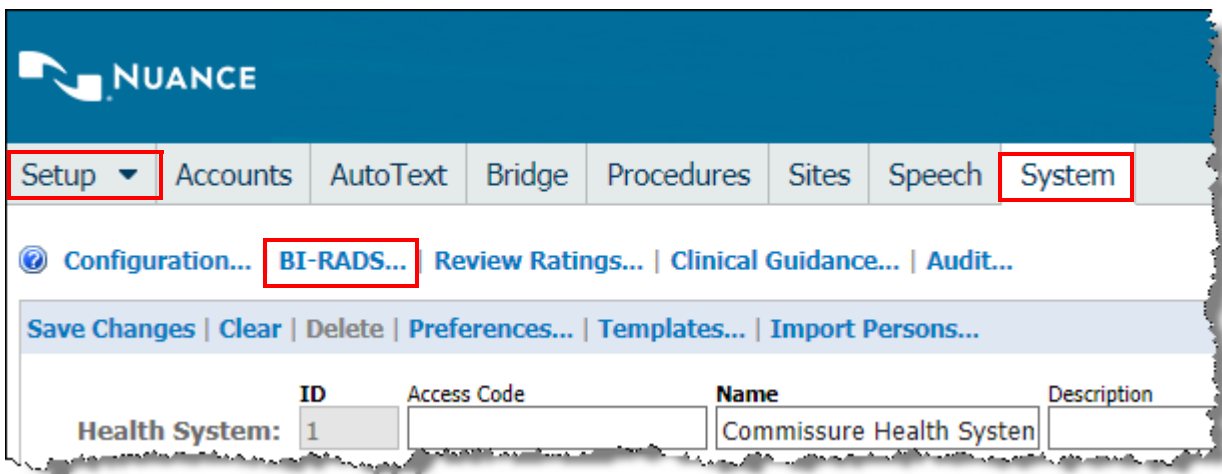 NUANCE
Setup Accounts AutoText Bridge Procedures Sites Speech System
Configuration... BI-RADS... | Review Ratings... | Clinical Guidance... | Audit...
Save Changes | Clear | Delete | Preferences... | Templates... | Import Persons...
ID Access Code Name Description
Health System: 1 Commissure Health System